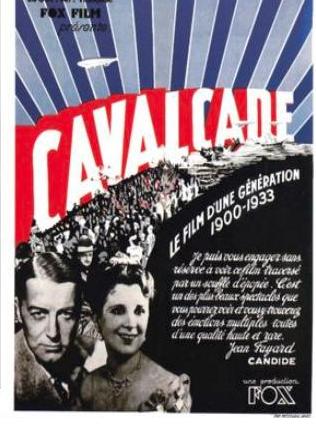 FOX FILM
présente
CAVALCADE
LE FILM D'UNE GÉNÉRATION
1900-1933
Je puis vous engager sans
réserve à voir ce film traversé
par un souffle d'épopée. C'est
un des plus beaux spectacles que
vous pourrez voir et vous y trouverez
des émotions multiples toutes
d'une qualité haute et rare.
Jean Fayard
CANDIDE
une production
FOX